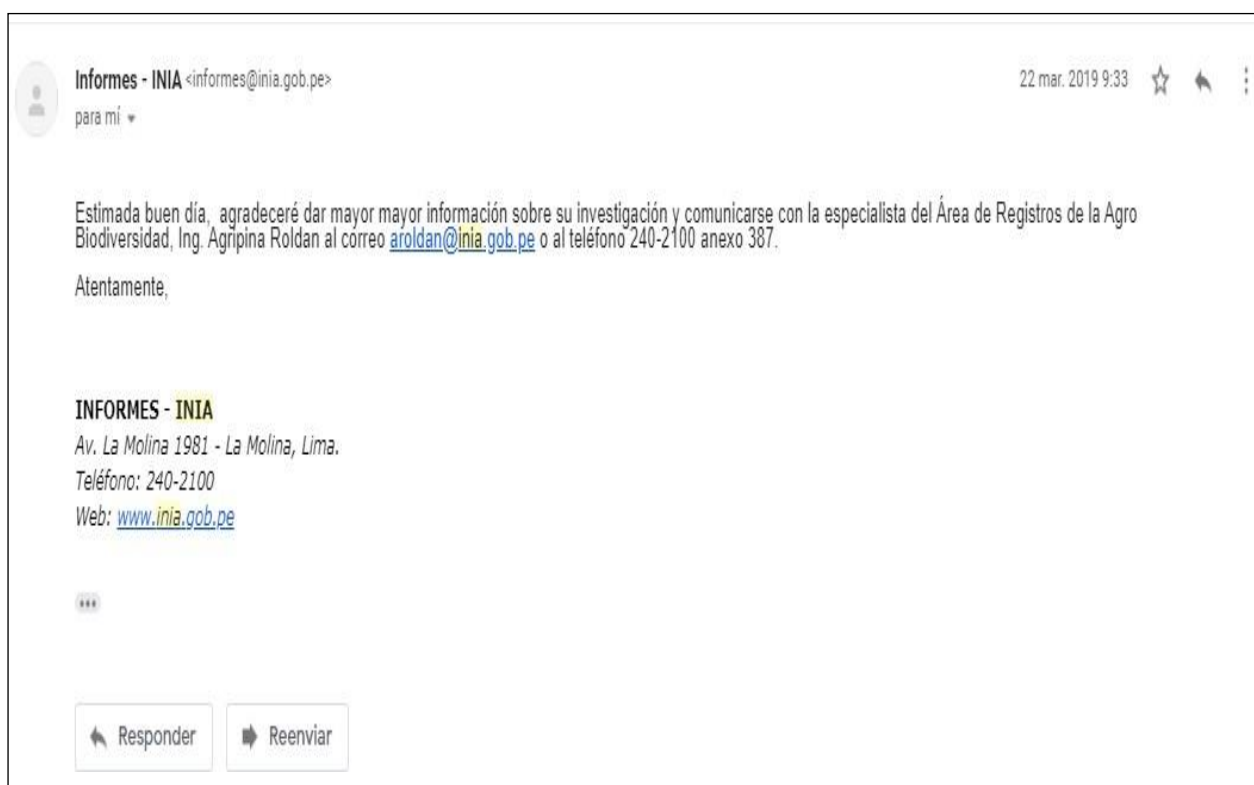 Informes - INIA <informes@inia.gob.pe>
22 mar. 2019 9:33
para mí
Estimada buen día, agradeceré dar mayor mayor información sobre su investigación y comunicarse con la especialista del Área de Registros de la Agro
Biodiversidad, Ing. Agripina Roldan al correo aroldan@inia.gob.pe o al teléfono 240-2100 anexo 387.
Atentamente,
INFORMES - INIA
Av. La Molina 1981 - La Molina, Lima.
Teléfono: 240-2100
Web: www.inia.gob.pe
Responder
Reenviar